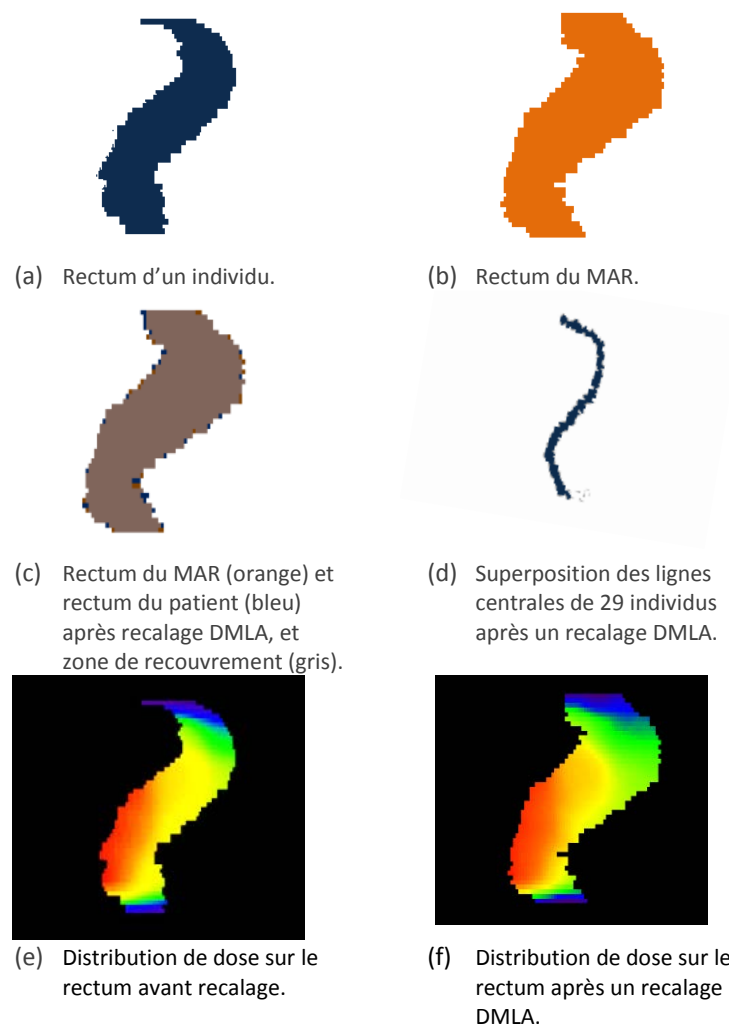 (a) Rectum d'un individu.
(b) Rectum du MAR.
(c) Rectum du MAR (orange) et
rectum du patient (bleu)
après recalage DMLA, et
zone de recouvrement (gris).
(d) Superposition des lignes
centrales de 29 individus
après un recalage DMLA.
(e) Distribution de dose sur le
rectum avant recalage.
(f) Distribution de dose sur le
rectum après un recalage
DMLA.